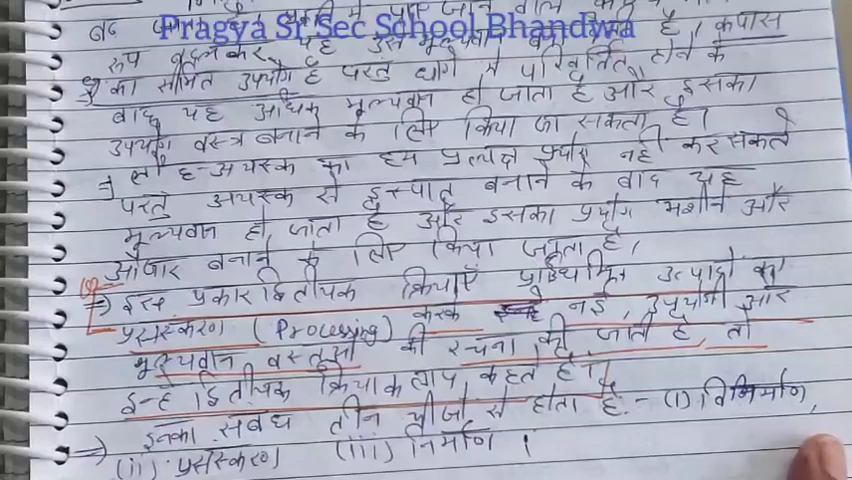 Pragya Sr Sec School Bhandwa
रूप बदलकर यह उसे मूल्यवान है। कपास
का सीमित उपयोग है परंतु धागे में परिवर्तित होने के
बाद यह अधिक मूल्यवान हो जाता है और इसका
उपयोग वस्त्र बनाने के लिए किया जा सकता है।
⇒ लौह-अयस्क का हम प्रत्यक्ष प्रयोग नहीं कर सकते
परंतु अयस्क से इस्पात बनाने के बाद यह
मूल्यवान हो जाता है और इसका प्रयोग मशीने और
औजार बनाने के लिए किया जाता है।
⇒ इस प्रकार द्वितीयक क्रियाएँ प्राथमिक उत्पादों का
प्रसंस्करण (Processing) करके नई, उपयोगी और
मूल्यवान वस्तुओं की रचना की जाती है, तो
इन्हें द्वितीयक क्रियाकलाप कहते हैं।
⇒ इनका संबंध तीन चीजों से होता है:- (i) विनिर्माण,
(ii) प्रसंस्करण (iii) निर्माण ।